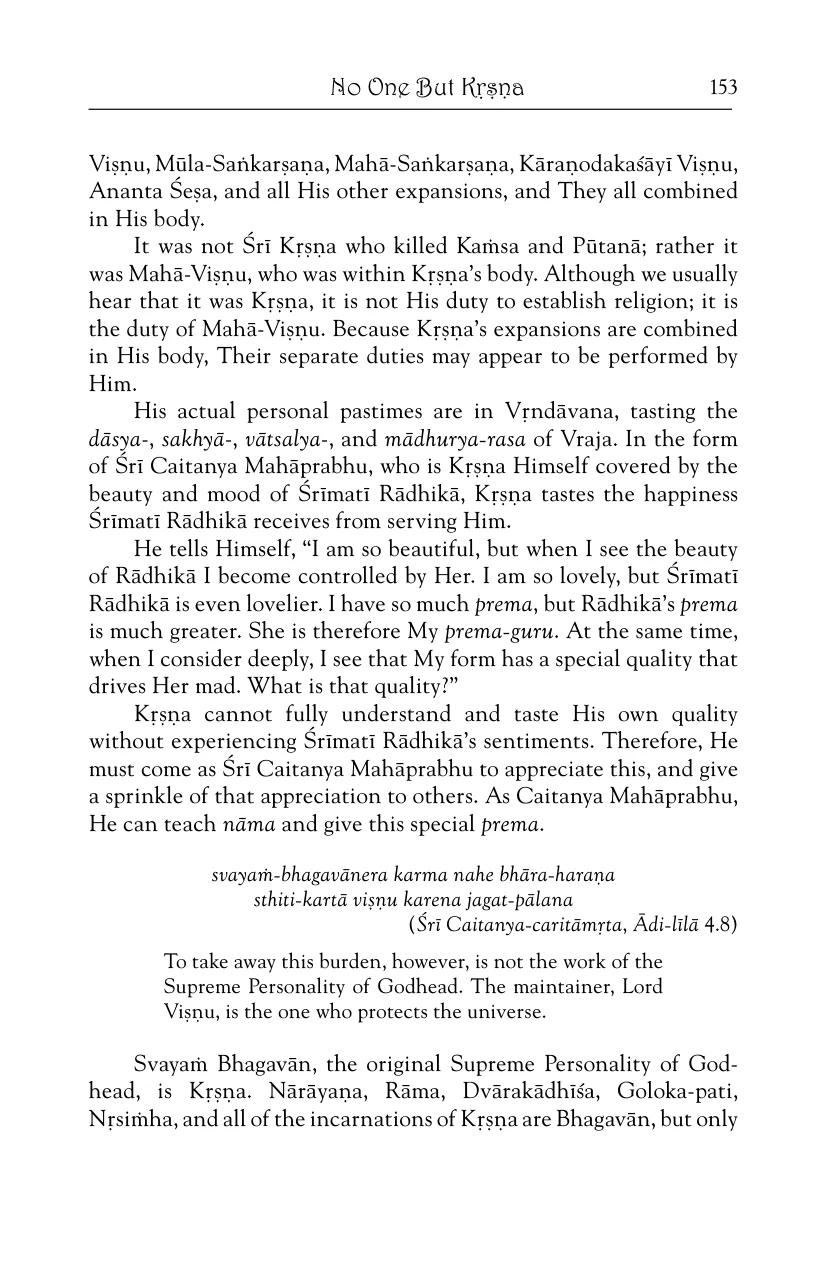 No One But Kṛṣṇa 153
Viṣṇu, Mūla-Saṅkarṣaṇa, Mahā-Saṅkarṣaṇa, Kāraṇodakaśāyī Viṣṇu,
Ananta Śeṣa, and all His other expansions, and They all combined
in His body.
It was not Śrī Kṛṣṇa who killed Kaṁsa and Pūtanā; rather it
was Mahā-Viṣṇu, who was within Kṛṣṇa’s body. Although we usually
hear that it was Kṛṣṇa, it is not His duty to establish religion; it is
the duty of Mahā-Viṣṇu. Because Kṛṣṇa’s expansions are combined
in His body, Their separate duties may appear to be performed by
Him.
His actual personal pastimes are in Vṛndāvana, tasting the
dāsya-, sakhyā-, vātsalya-, and mādhurya-rasa of Vraja. In the form
of Śrī Caitanya Mahāprabhu, who is Kṛṣṇa Himself covered by the
beauty and mood of Śrīmatī Rādhikā, Kṛṣṇa tastes the happiness
Śrīmatī Rādhikā receives from serving Him.
He tells Himself, “I am so beautiful, but when I see the beauty
of Rādhikā I become controlled by Her. I am so lovely, but Śrīmatī
Rādhikā is even lovelier. I have so much prema, but Rādhikā’s prema
is much greater. She is therefore My prema-guru. At the same time,
when I consider deeply, I see that My form has a special quality that
drives Her mad. What is that quality?”
Kṛṣṇa cannot fully understand and taste His own quality
without experiencing Śrīmatī Rādhikā’s sentiments. Therefore, He
must come as Śrī Caitanya Mahāprabhu to appreciate this, and give
a sprinkle of that appreciation to others. As Caitanya Mahāprabhu,
He can teach nāma and give this special prema.
svayaṁ-bhagavānera karma nahe bhāra-haraṇa
sthiti-kartā viṣṇu karena jagat-pālana
(Śrī Caitanya-caritāmṛta, Ādi-līlā 4.8)
To take away this burden, however, is not the work of the
Supreme Personality of Godhead. The maintainer, Lord
Viṣṇu, is the one who protects the universe.
Svayaṁ Bhagavān, the original Supreme Personality of God-
head, is Kṛṣṇa. Nārāyaṇa, Rāma, Dvārakādhīśa, Goloka-pati,
Nṛsiṁha, and all of the incarnations of Kṛṣṇa are Bhagavān, but only